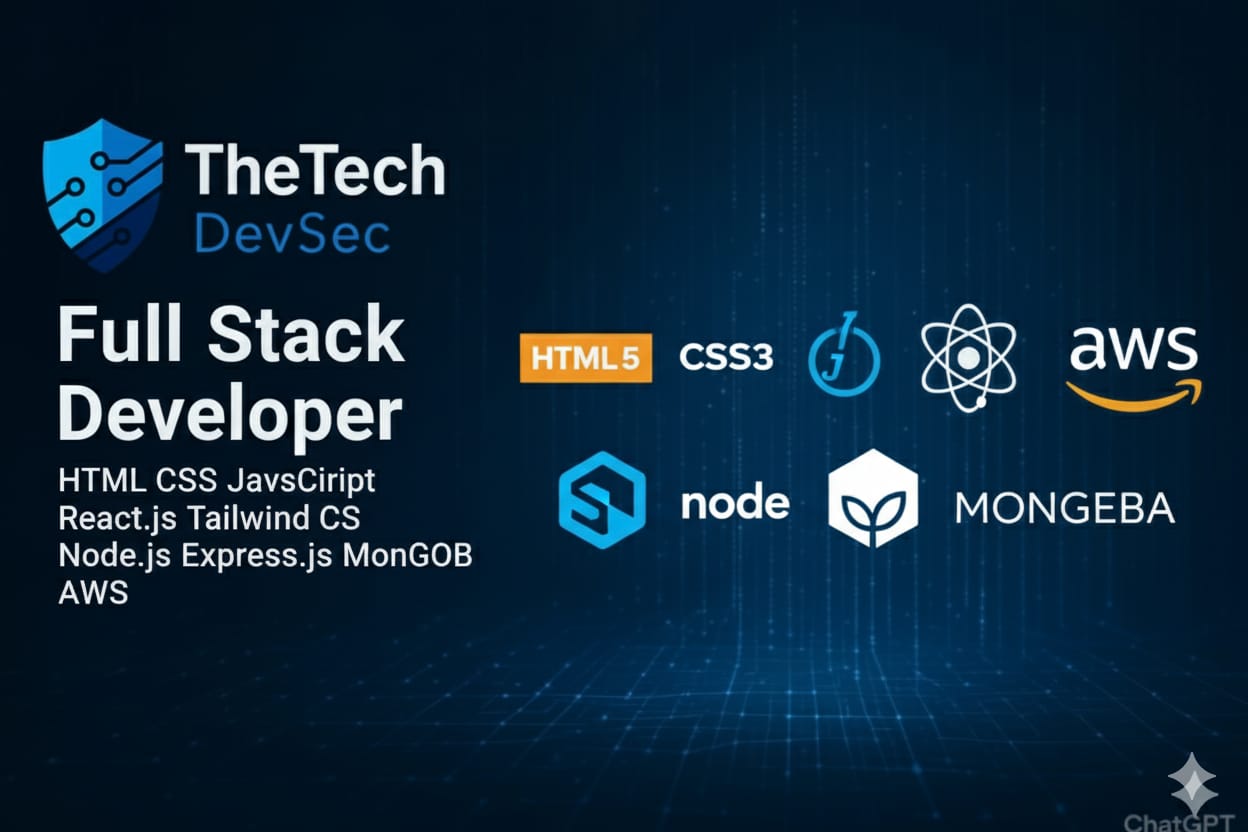 TheTech
DevSec
Full Stack
Developer
HTML CSS JavsCiript
React.js Tailwind CS
Node.js Express.js MonGOB
AWS
HTML5 CSS3 aws
node MONGEBA
ChatGPT